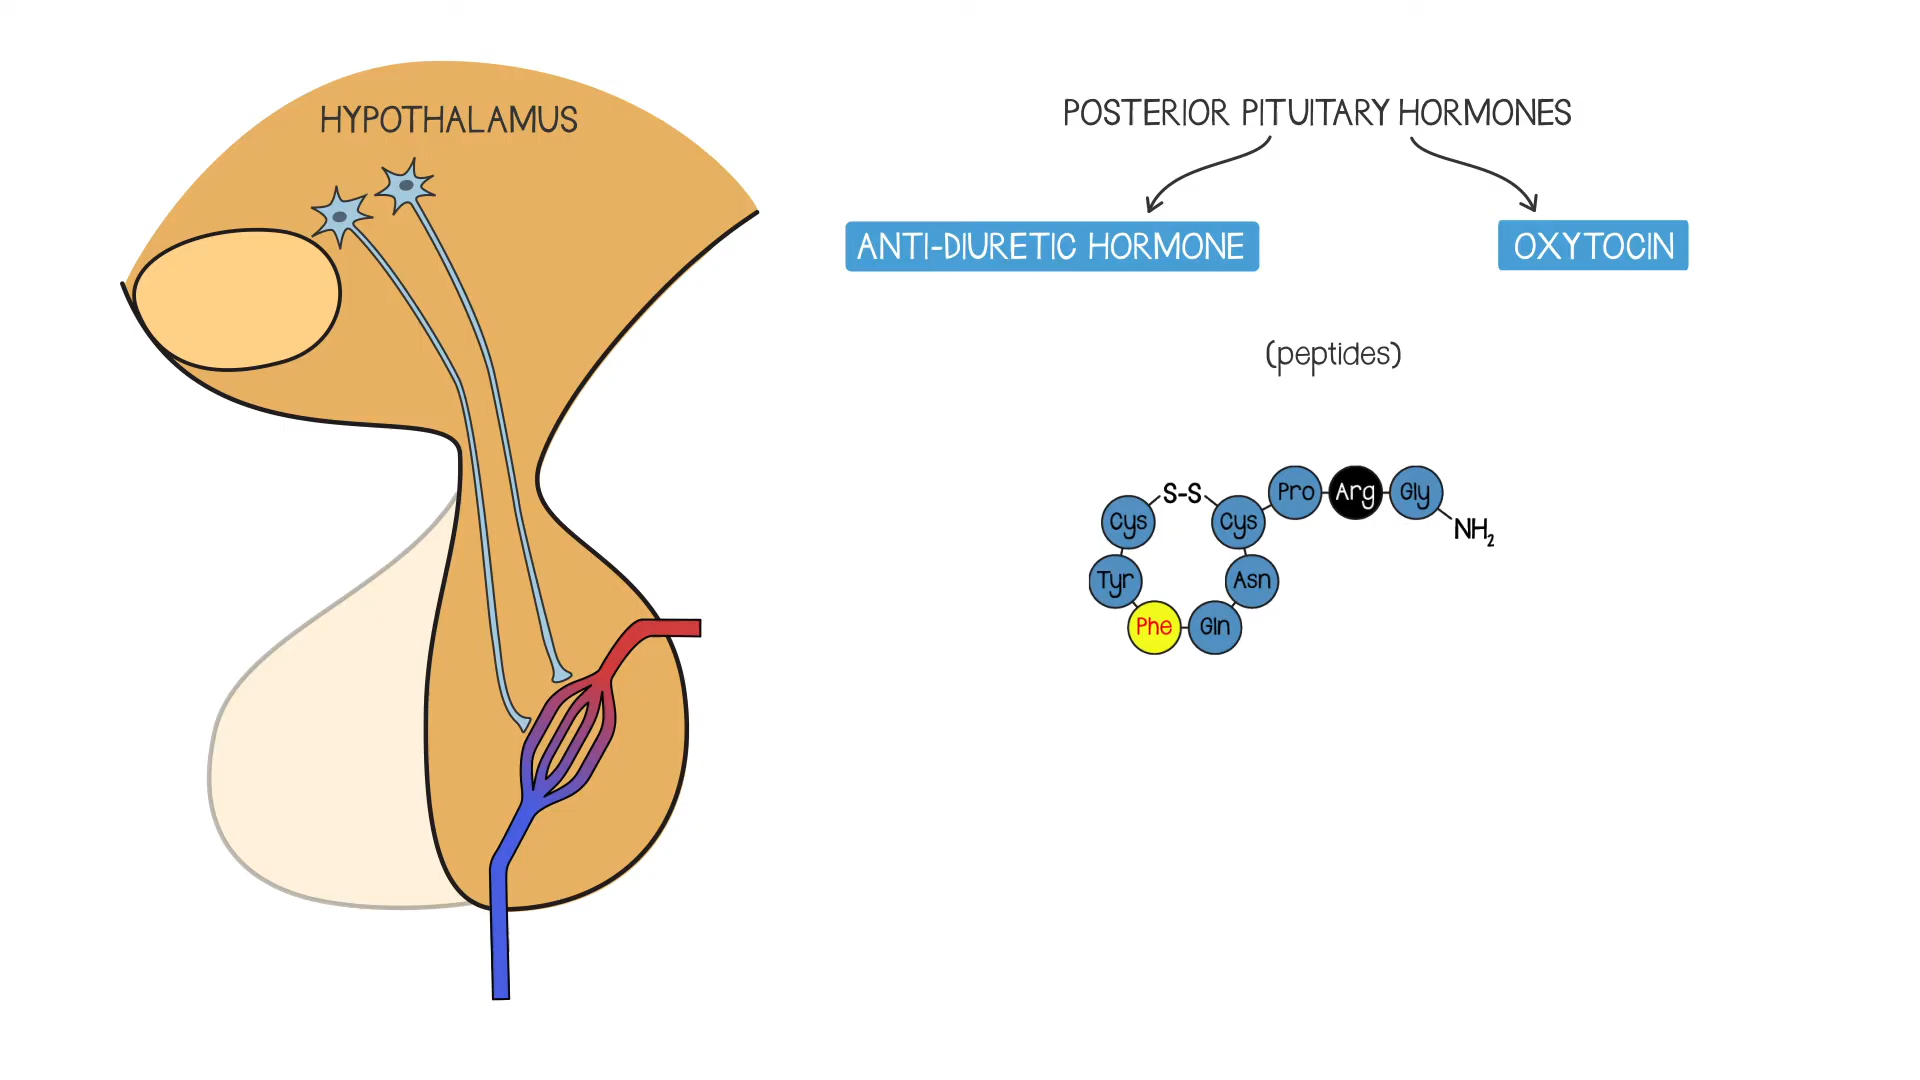 HYPOTHALAMUS
POSTERIOR PITUITARY HORMONES
ANTI-DIURETIC HORMONE
OXYTOCIN
(peptides)
Cys S-S Cys Pro Arg Gly
NH2
Tyr Asn
Phe Gln